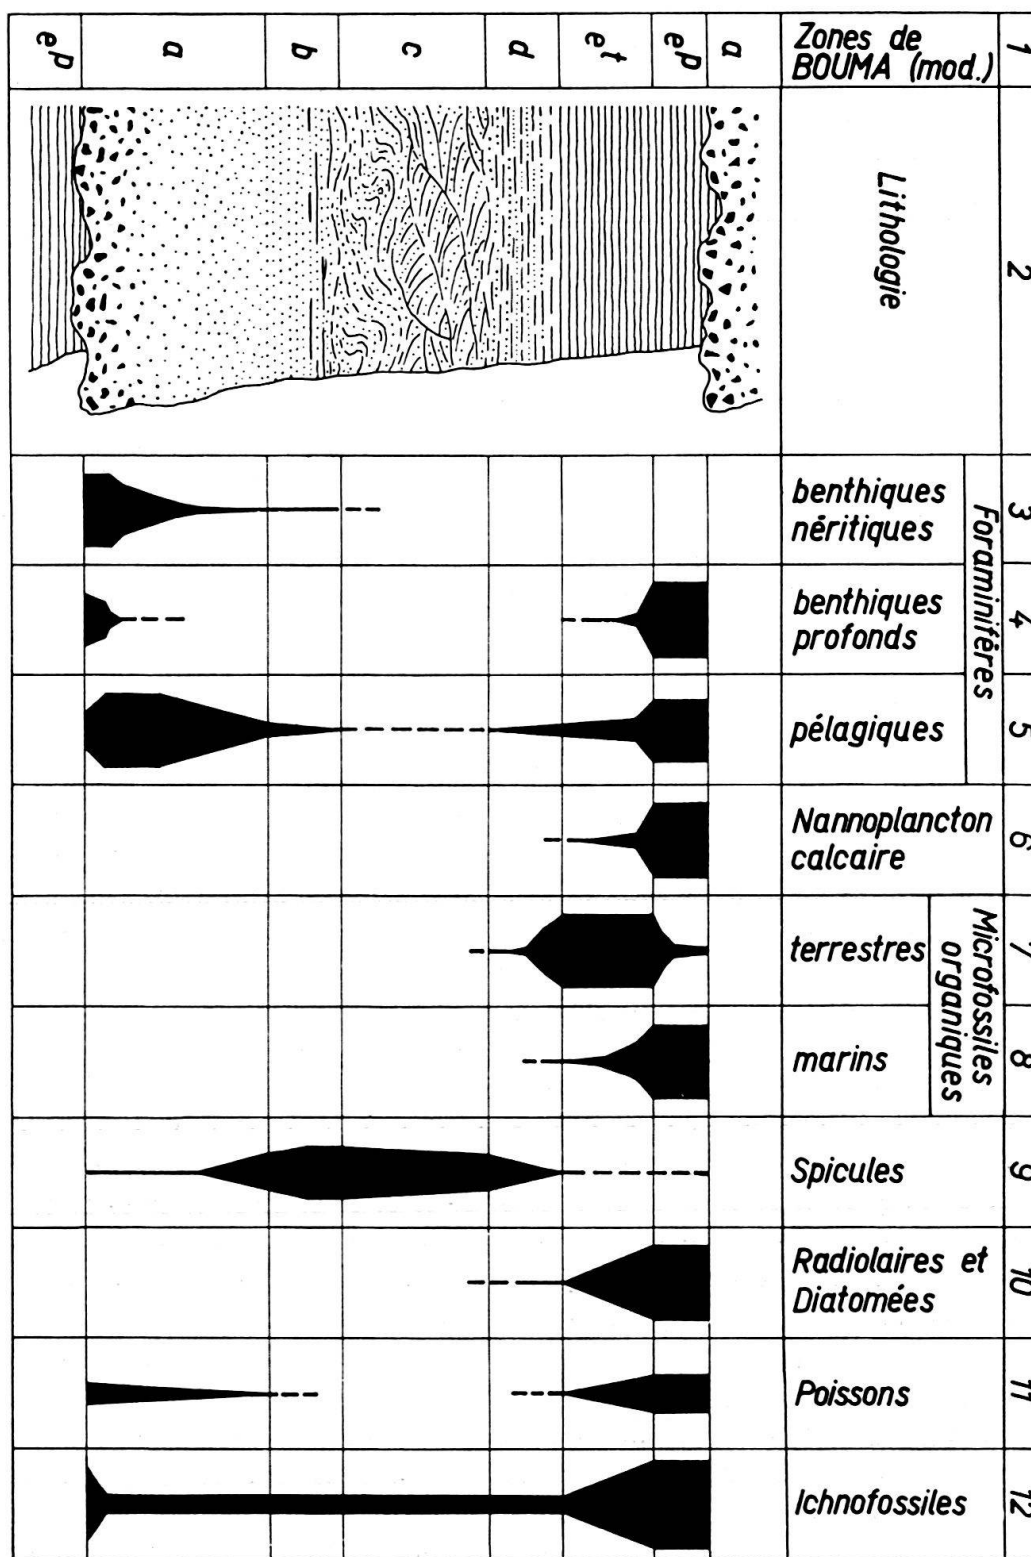 1
Zones de
BOUMA (mod.)
a
eᵖ
eᵗ
d
c
b
a
eᵖ
2
Lithologie
Foraminifères
3
benthiques
néritiques
4
benthiques
profonds
5
pélagiques
6
Nannoplancton
calcaire
Microfossiles
organiques
7
terrestres
8
marins
9
Spicules
10
Radiolaires et
Diatomées
11
Poissons
12
Ichnofossiles